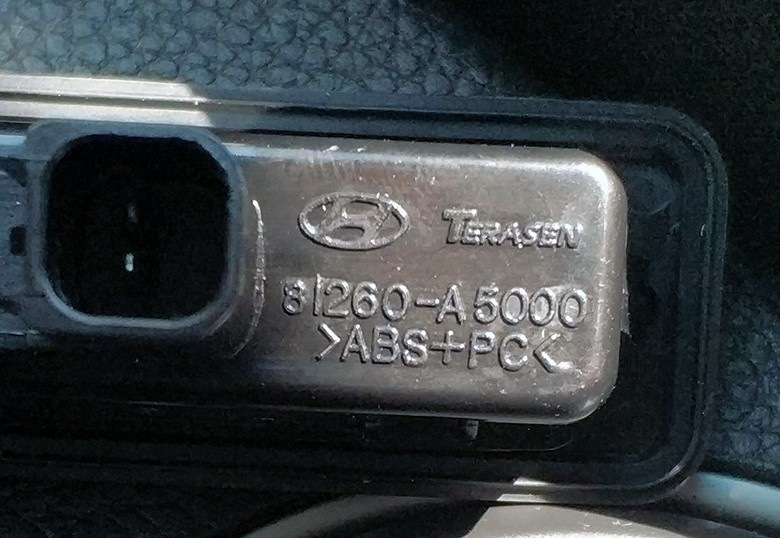 TERASEN
81260-A5000
>ABS+PC<